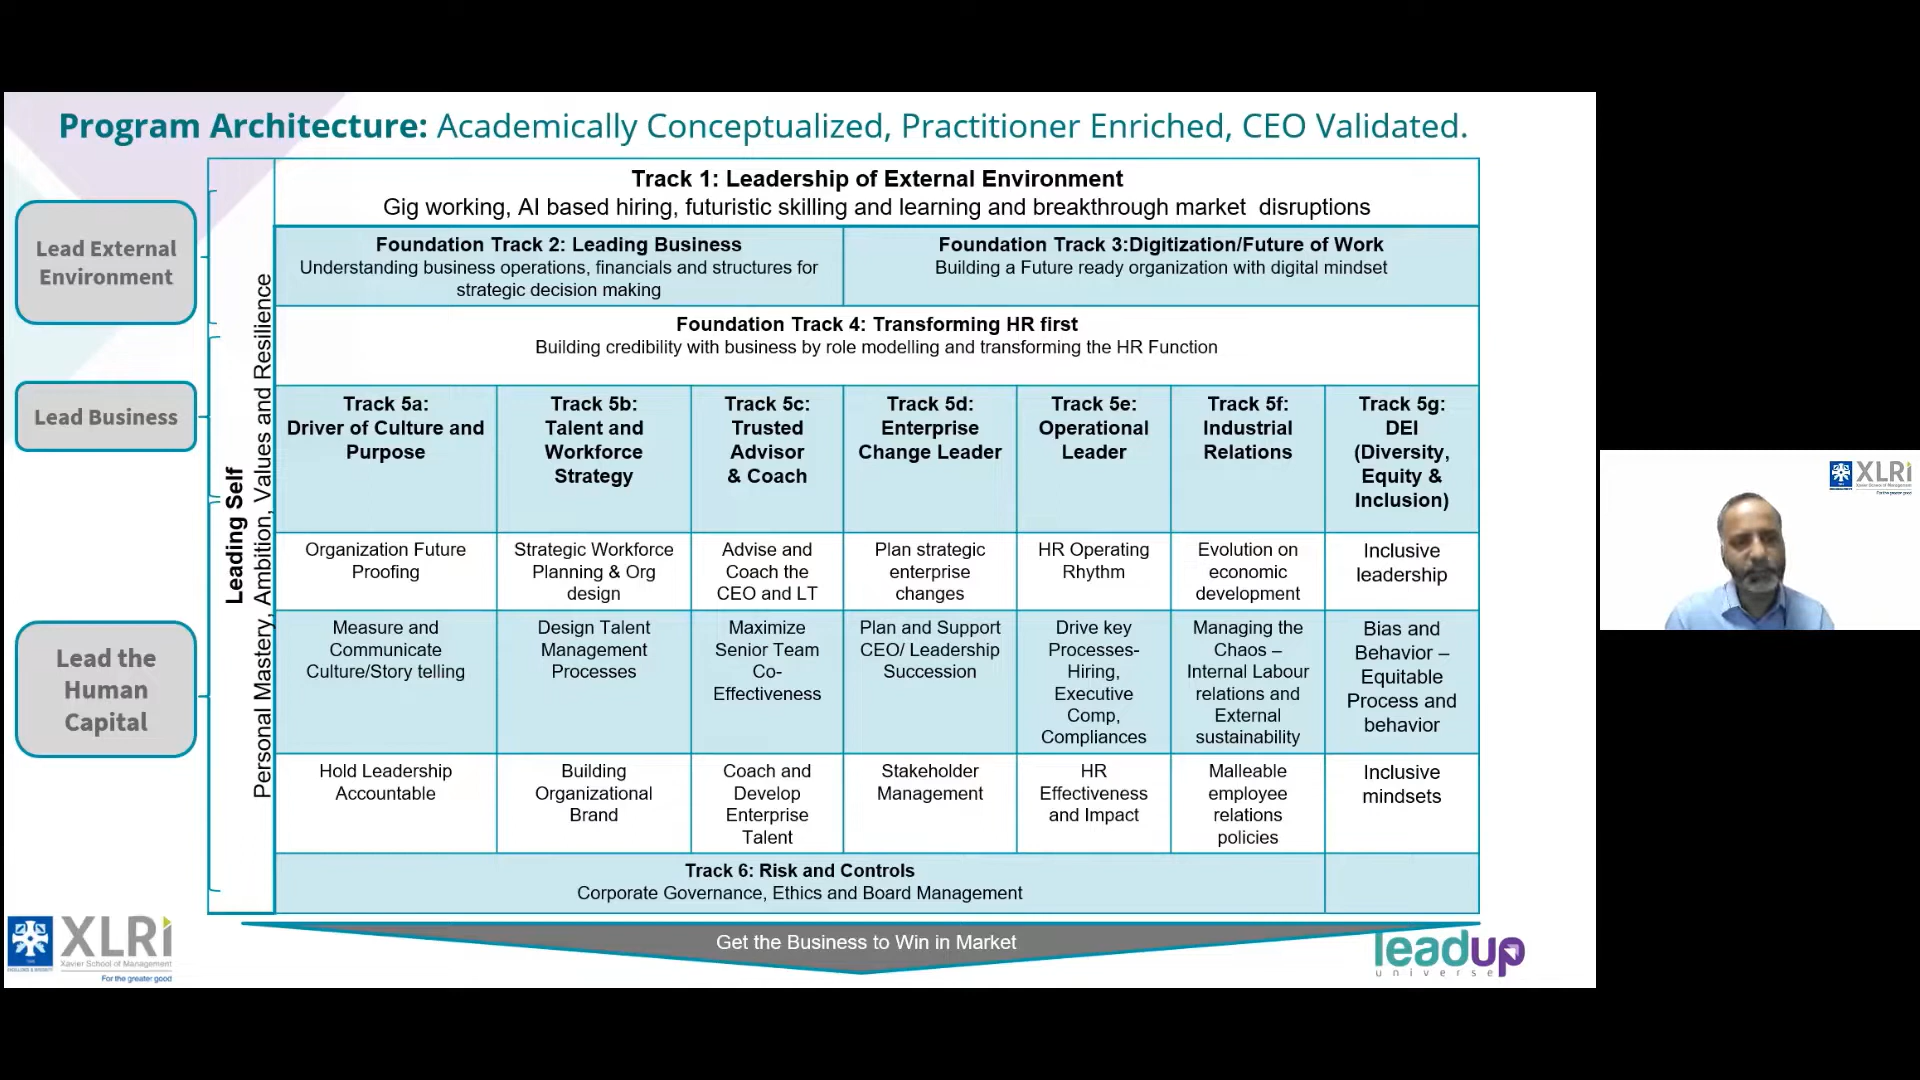 Program Architecture: Academically Conceptualized, Practitioner Enriched, CEO Validated.
Lead External
Environment
Lead Business
Lead the
Human
Capital
Leading Self
Personal Mastery, Ambition, Values and Resilience
Track 1: Leadership of External Environment
Gig working, AI based hiring, futuristic skilling and learning and breakthrough market disruptions
Foundation Track 2: Leading Business
Understanding business operations, financials and structures for
strategic decision making
Foundation Track 3:Digitization/Future of Work
Building a Future ready organization with digital mindset
Foundation Track 4: Transforming HR first
Building credibility with business by role modelling and transforming the HR Function
Track 5a:
Driver of Culture and
Purpose
Track 5b:
Talent and
Workforce
Strategy
Track 5c:
Trusted
Advisor
& Coach
Track 5d:
Enterprise
Change Leader
Track 5e:
Operational
Leader
Track 5f:
Industrial
Relations
Track 5g:
DEI
(Diversity,
Equity &
Inclusion)
Organization Future
Proofing
Strategic Workforce
Planning & Org
design
Advise and
Coach the
CEO and LT
Plan strategic
enterprise
changes
HR Operating
Rhythm
Evolution on
economic
development
Inclusive
leadership
Measure and
Communicate
Culture/Story telling
Design Talent
Management
Processes
Maximize
Senior Team
Co-
Effectiveness
Plan and Support
CEO/ Leadership
Succession
Drive key
Processes-
Hiring,
Executive
Comp,
Compliances
Managing the
Chaos –
Internal Labour
relations and
External
sustainability
Bias and
Behavior –
Equitable
Process and
behavior
Hold Leadership
Accountable
Building
Organizational
Brand
Coach and
Develop
Enterprise
Talent
Stakeholder
Management
HR
Effectiveness
and Impact
Malleable
employee
relations
policies
Inclusive
mindsets
Track 6: Risk and Controls
Corporate Governance, Ethics and Board Management
Get the Business to Win in Market
XLRi
Xavier School of Management
For the greater good
leadup
universe
XLRi
Xavier School of Management
For the greater good